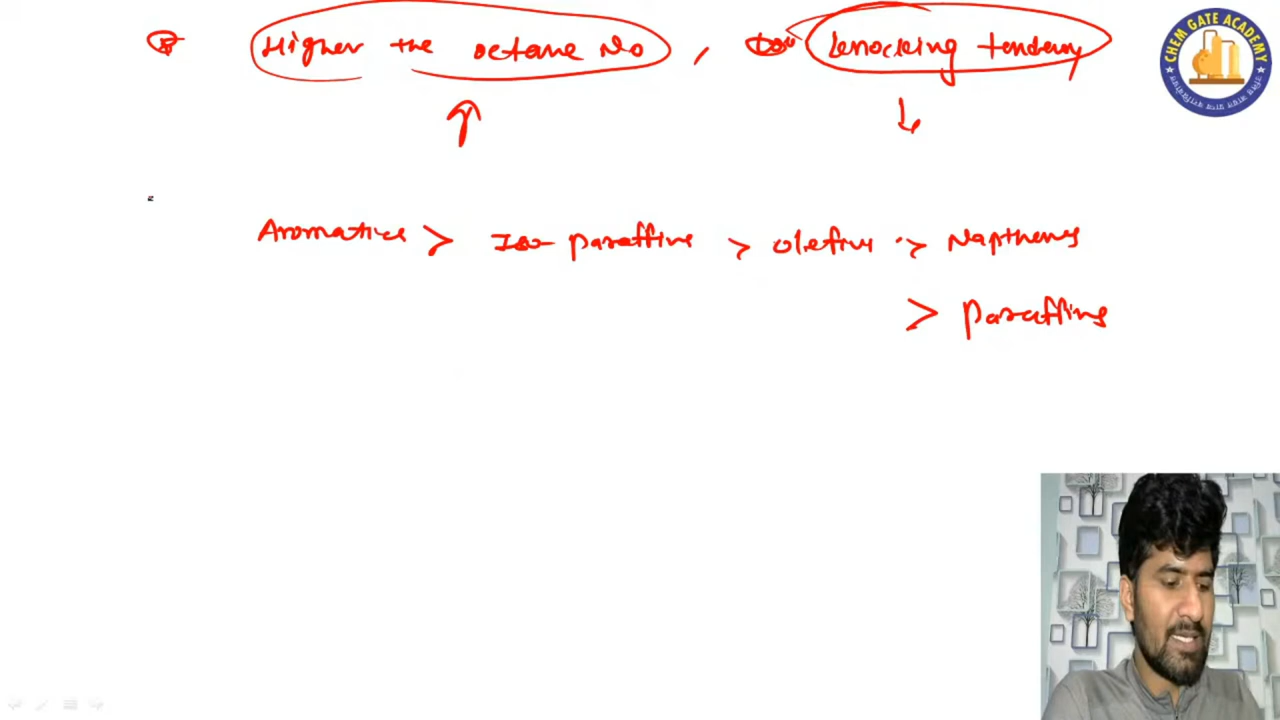 Higher the octane No, knocking tendency
↑ ↓
Aromatics > Iso-paraffins > Olefins > Napthenes
> Paraffins
CHEM GATE ACADEMY